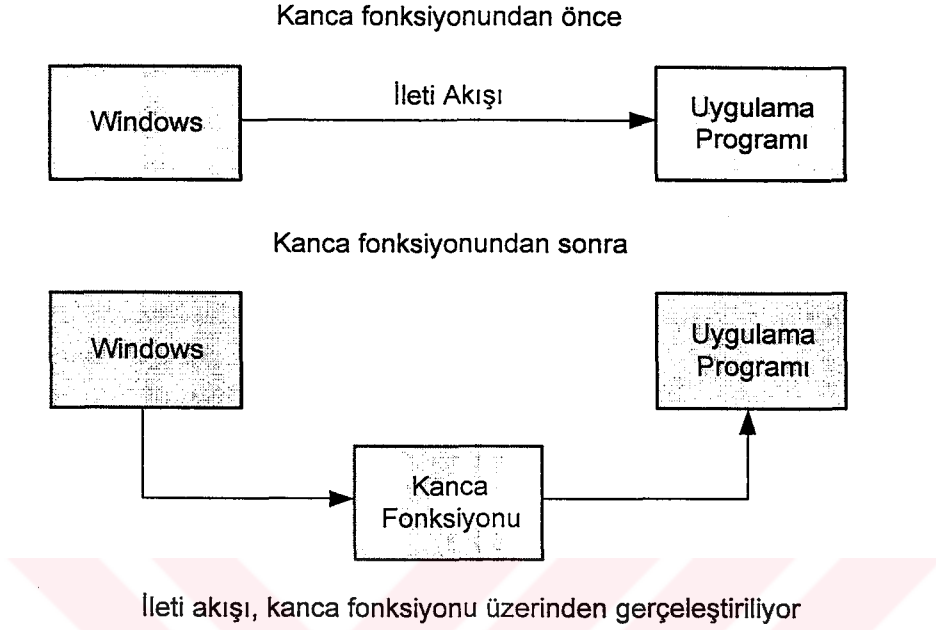 Kanca fonksiyonundan önce
Windows
İleti Akışı
Uygulama
Programı
Kanca fonksiyonundan sonra
Windows
Uygulama
Programı
Kanca
Fonksiyonu
İleti akışı, kanca fonksiyonu üzerinden gerçeleştiriliyor